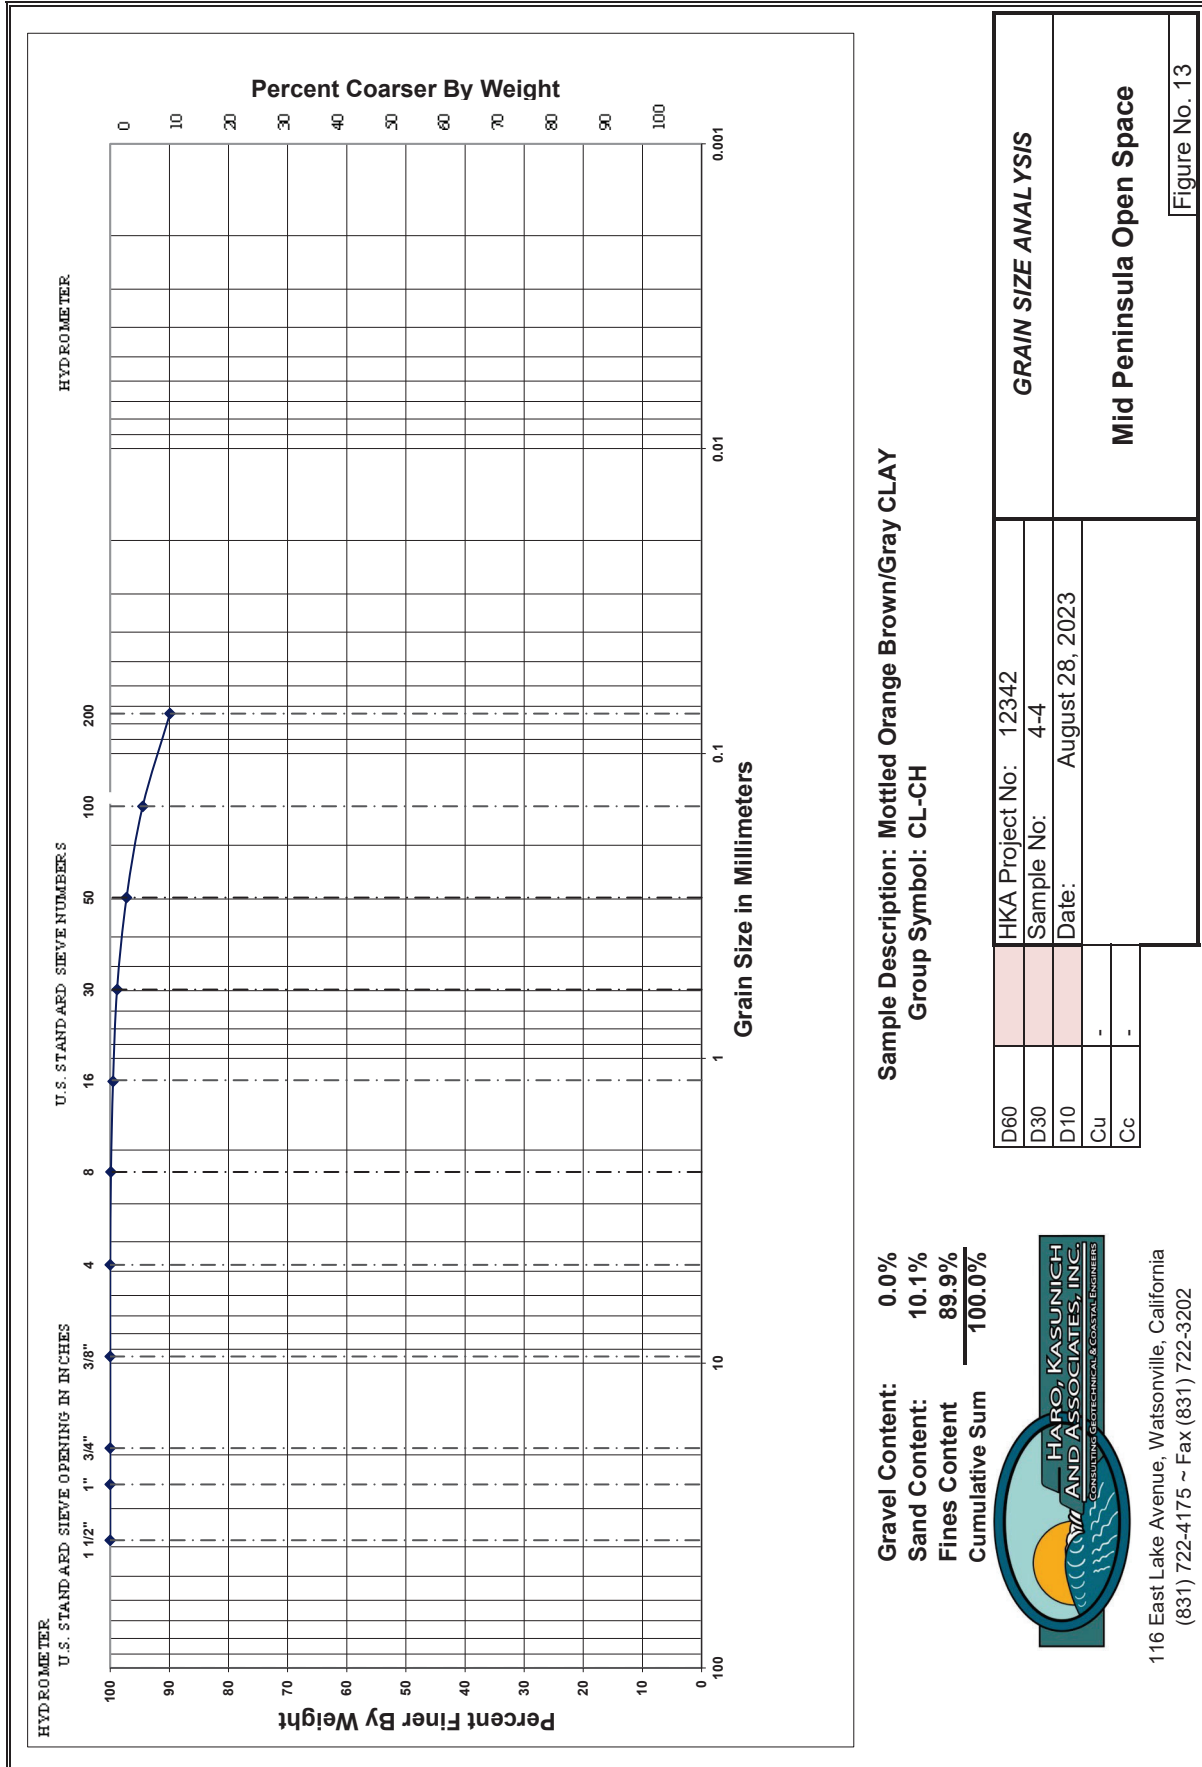 HYDROMETER
U.S. STANDARD SIEVE OPENING IN INCHES
U.S. STANDARD SIEVE NUMBERS
HYDROMETER
1 1/2" 1" 3/4" 3/8" 4 8 16 30 50 100 200
Percent Finer By Weight
100
90
80
70
60
50
40
30
20
10
0
Percent Coarser By Weight
0
10
20
30
40
50
60
70
80
90
100
100 10 1 0.1 0.01 0.001
Grain Size in Millimeters
Gravel Content: 0.0%
Sand Content: 10.1%
Fines Content 89.9%
Cumulative Sum 100.0%
Sample Description: Mottled Orange Brown/Gray CLAY
Group Symbol: CL-CH
HARO, KASUNICH
AND ASSOCIATES, INC.
CONSULTING GEOTECHNICAL & COASTAL ENGINEERS
116 East Lake Avenue, Watsonville, California
(831) 722-4175 ~ Fax (831) 722-3202
D60
D30
D10
Cu -
Cc -
HKA Project No: 12342
Sample No: 4-4
Date: August 28, 2023
GRAIN SIZE ANALYSIS
Mid Peninsula Open Space
Figure No. 13